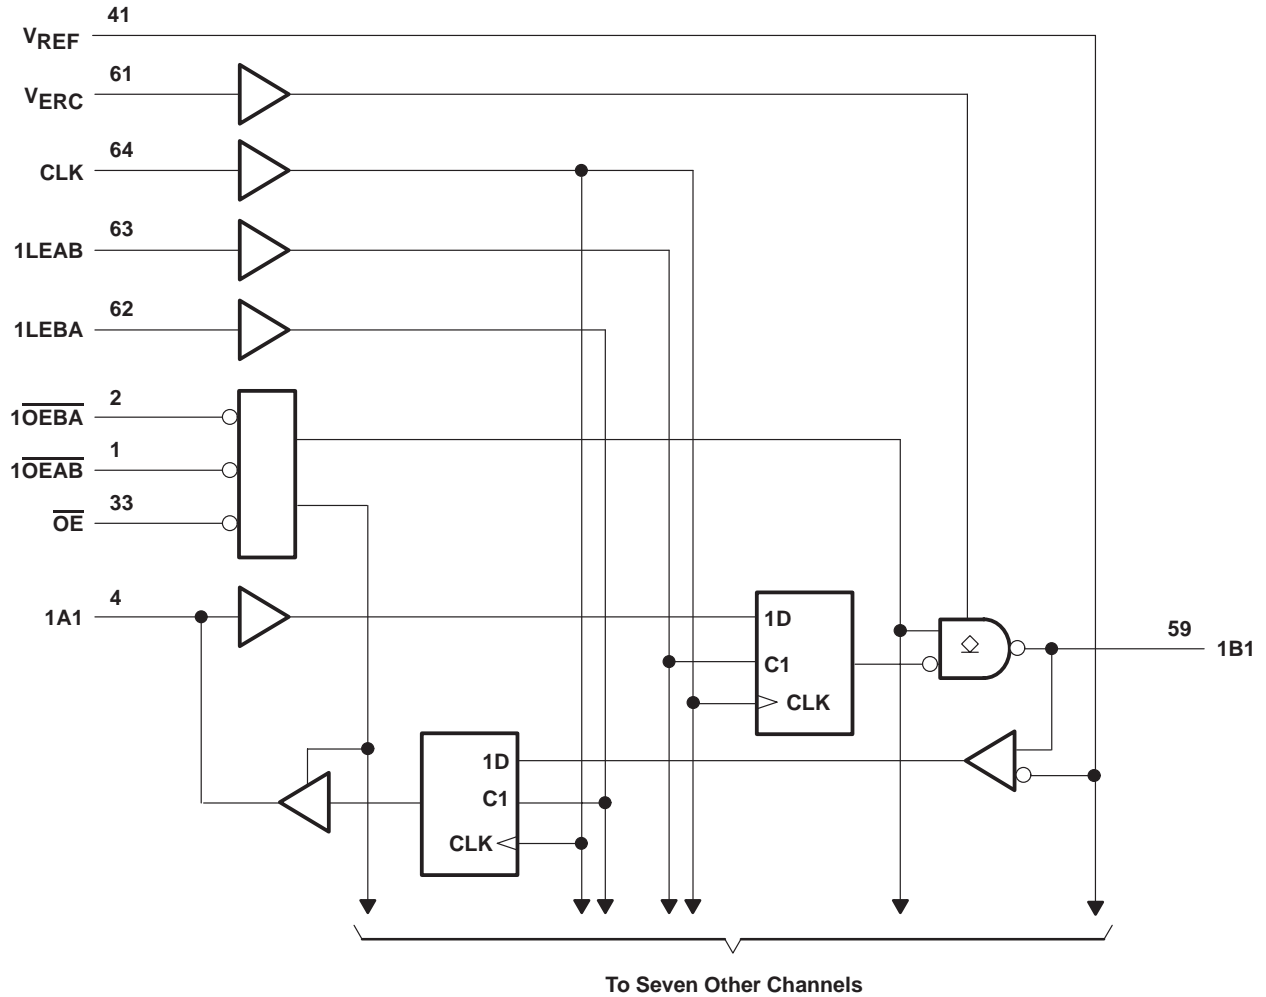 41
VREF
61
VERC
64
CLK
63
1LEAB
62
1LEBA
2
1OEBA
1
1OEAB
33
OE
4
1A1
1D
C1
CLK
59
1B1
1D
C1
CLK
To Seven Other Channels